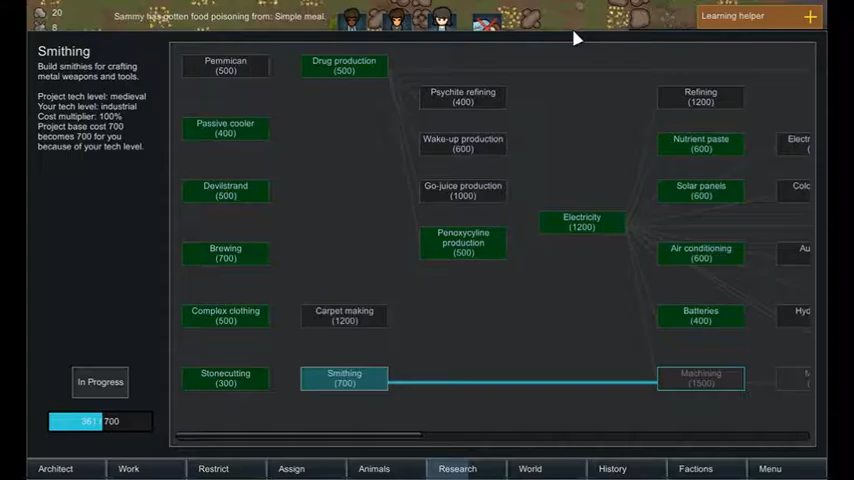 Sammy has gotten food poisoning from: Simple meal.
Learning helper
20
8
Smithing
Build smithies for crafting
metal weapons and tools.
Project tech level: medieval
Your tech level: industrial
Cost multiplier: 100%
Project base cost 700
becomes 700 for you
because of your tech level.
In Progress
361 / 700
Pemmican
(500)
Drug production
(500)
Psychite refining
(400)
Refining
(1200)
Passive cooler
(400)
Wake-up production
(600)
Nutrient paste
(600)
Electr
(
Devilstrand
(500)
Go-juice production
(1000)
Solar panels
(600)
Colo
(
Electricity
(1200)
Brewing
(700)
Penoxycyline
production
(500)
Air conditioning
(600)
Au
(
Complex clothing
(500)
Carpet making
(1200)
Batteries
(400)
Hyd
(
Stonecutting
(300)
Smithing
(700)
Machining
(1500)
M
Architect
Work
Restrict
Assign
Animals
Research
World
History
Factions
Menu